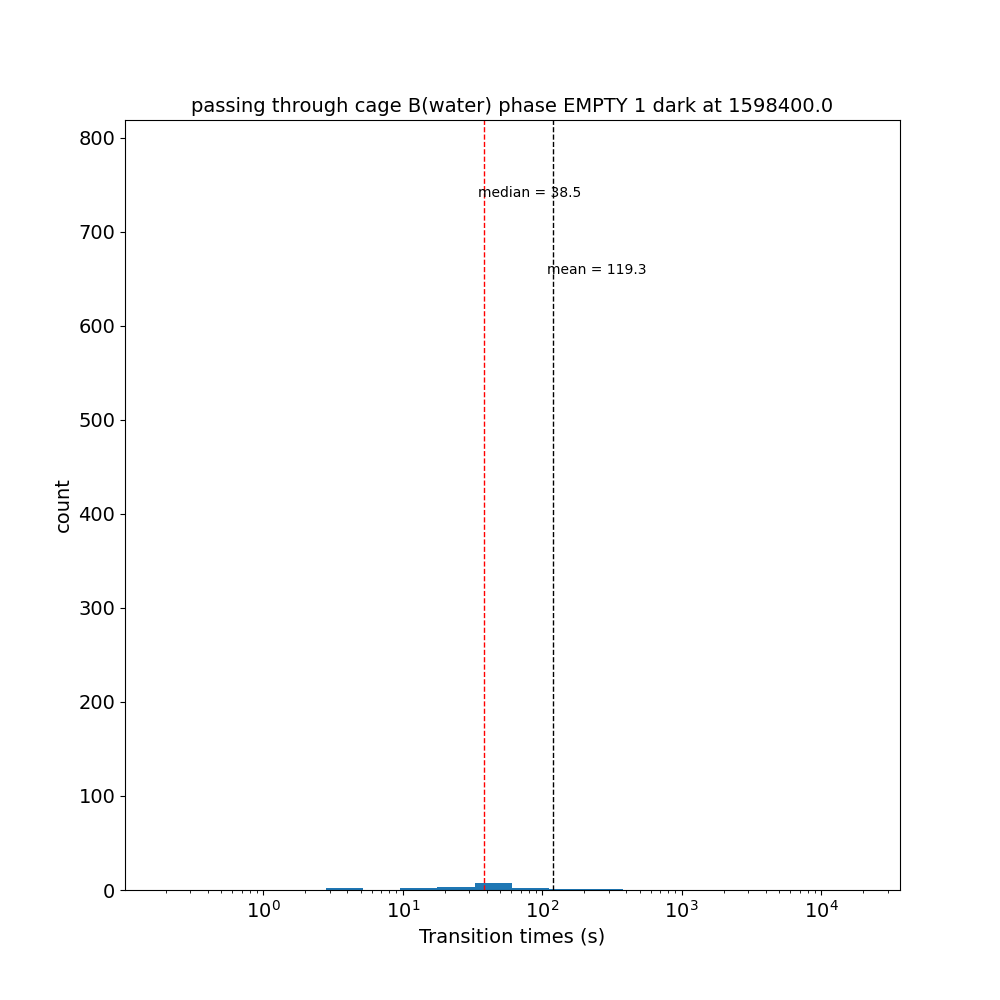 passing through cage B(water) phase EMPTY 1 dark at 1598400.0
800
700
600
500
400
300
200
100
0
count
median = 38.5
mean = 119.3
10⁰
10¹
10²
10³
10⁴
Transition times (s)